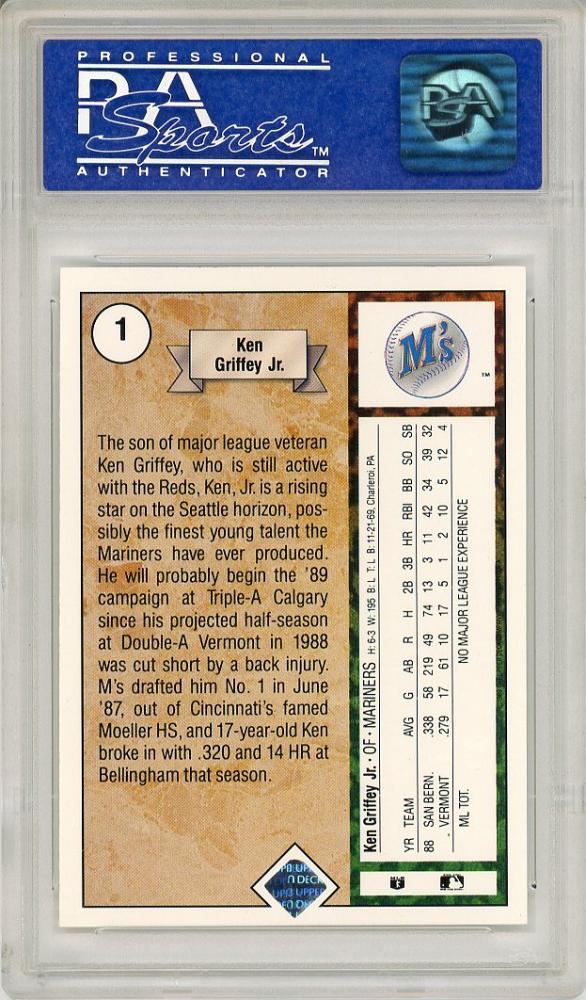 PROFESSIONAL
PSA
Sports™
AUTHENTICATOR
PSA
1
Ken
Griffey Jr.
M's
™
The son of major league veteran
Ken Griffey, who is still active
with the Reds, Ken, Jr. is a rising
star on the Seattle horizon, pos-
sibly the finest young talent the
Mariners have ever produced.
He will probably begin the '89
campaign at Triple-A Calgary
since his projected half-season
at Double-A Vermont in 1988
was cut short by a back injury.
M's drafted him No. 1 in June
'87, out of Cincinnati's famed
Moeller HS, and 17-year-old Ken
broke in with .320 and 14 HR at
Bellingham that season.
Ken Griffey Jr. • OF • MARINERS H: 6-3 W: 195 B: L T: L B: 11-21-69, Charleroi, PA
YR TEAM AVG G AB R H 2B 3B HR RBI BB SO SB
88 SAN BERN. .338 58 219 49 74 13 3 11 42 34 39 32
VERMONT .279 17 61 10 17 5 1 2 10 5 12 4
ML TOT. NO MAJOR LEAGUE EXPERIENCE
UPPER
DECK